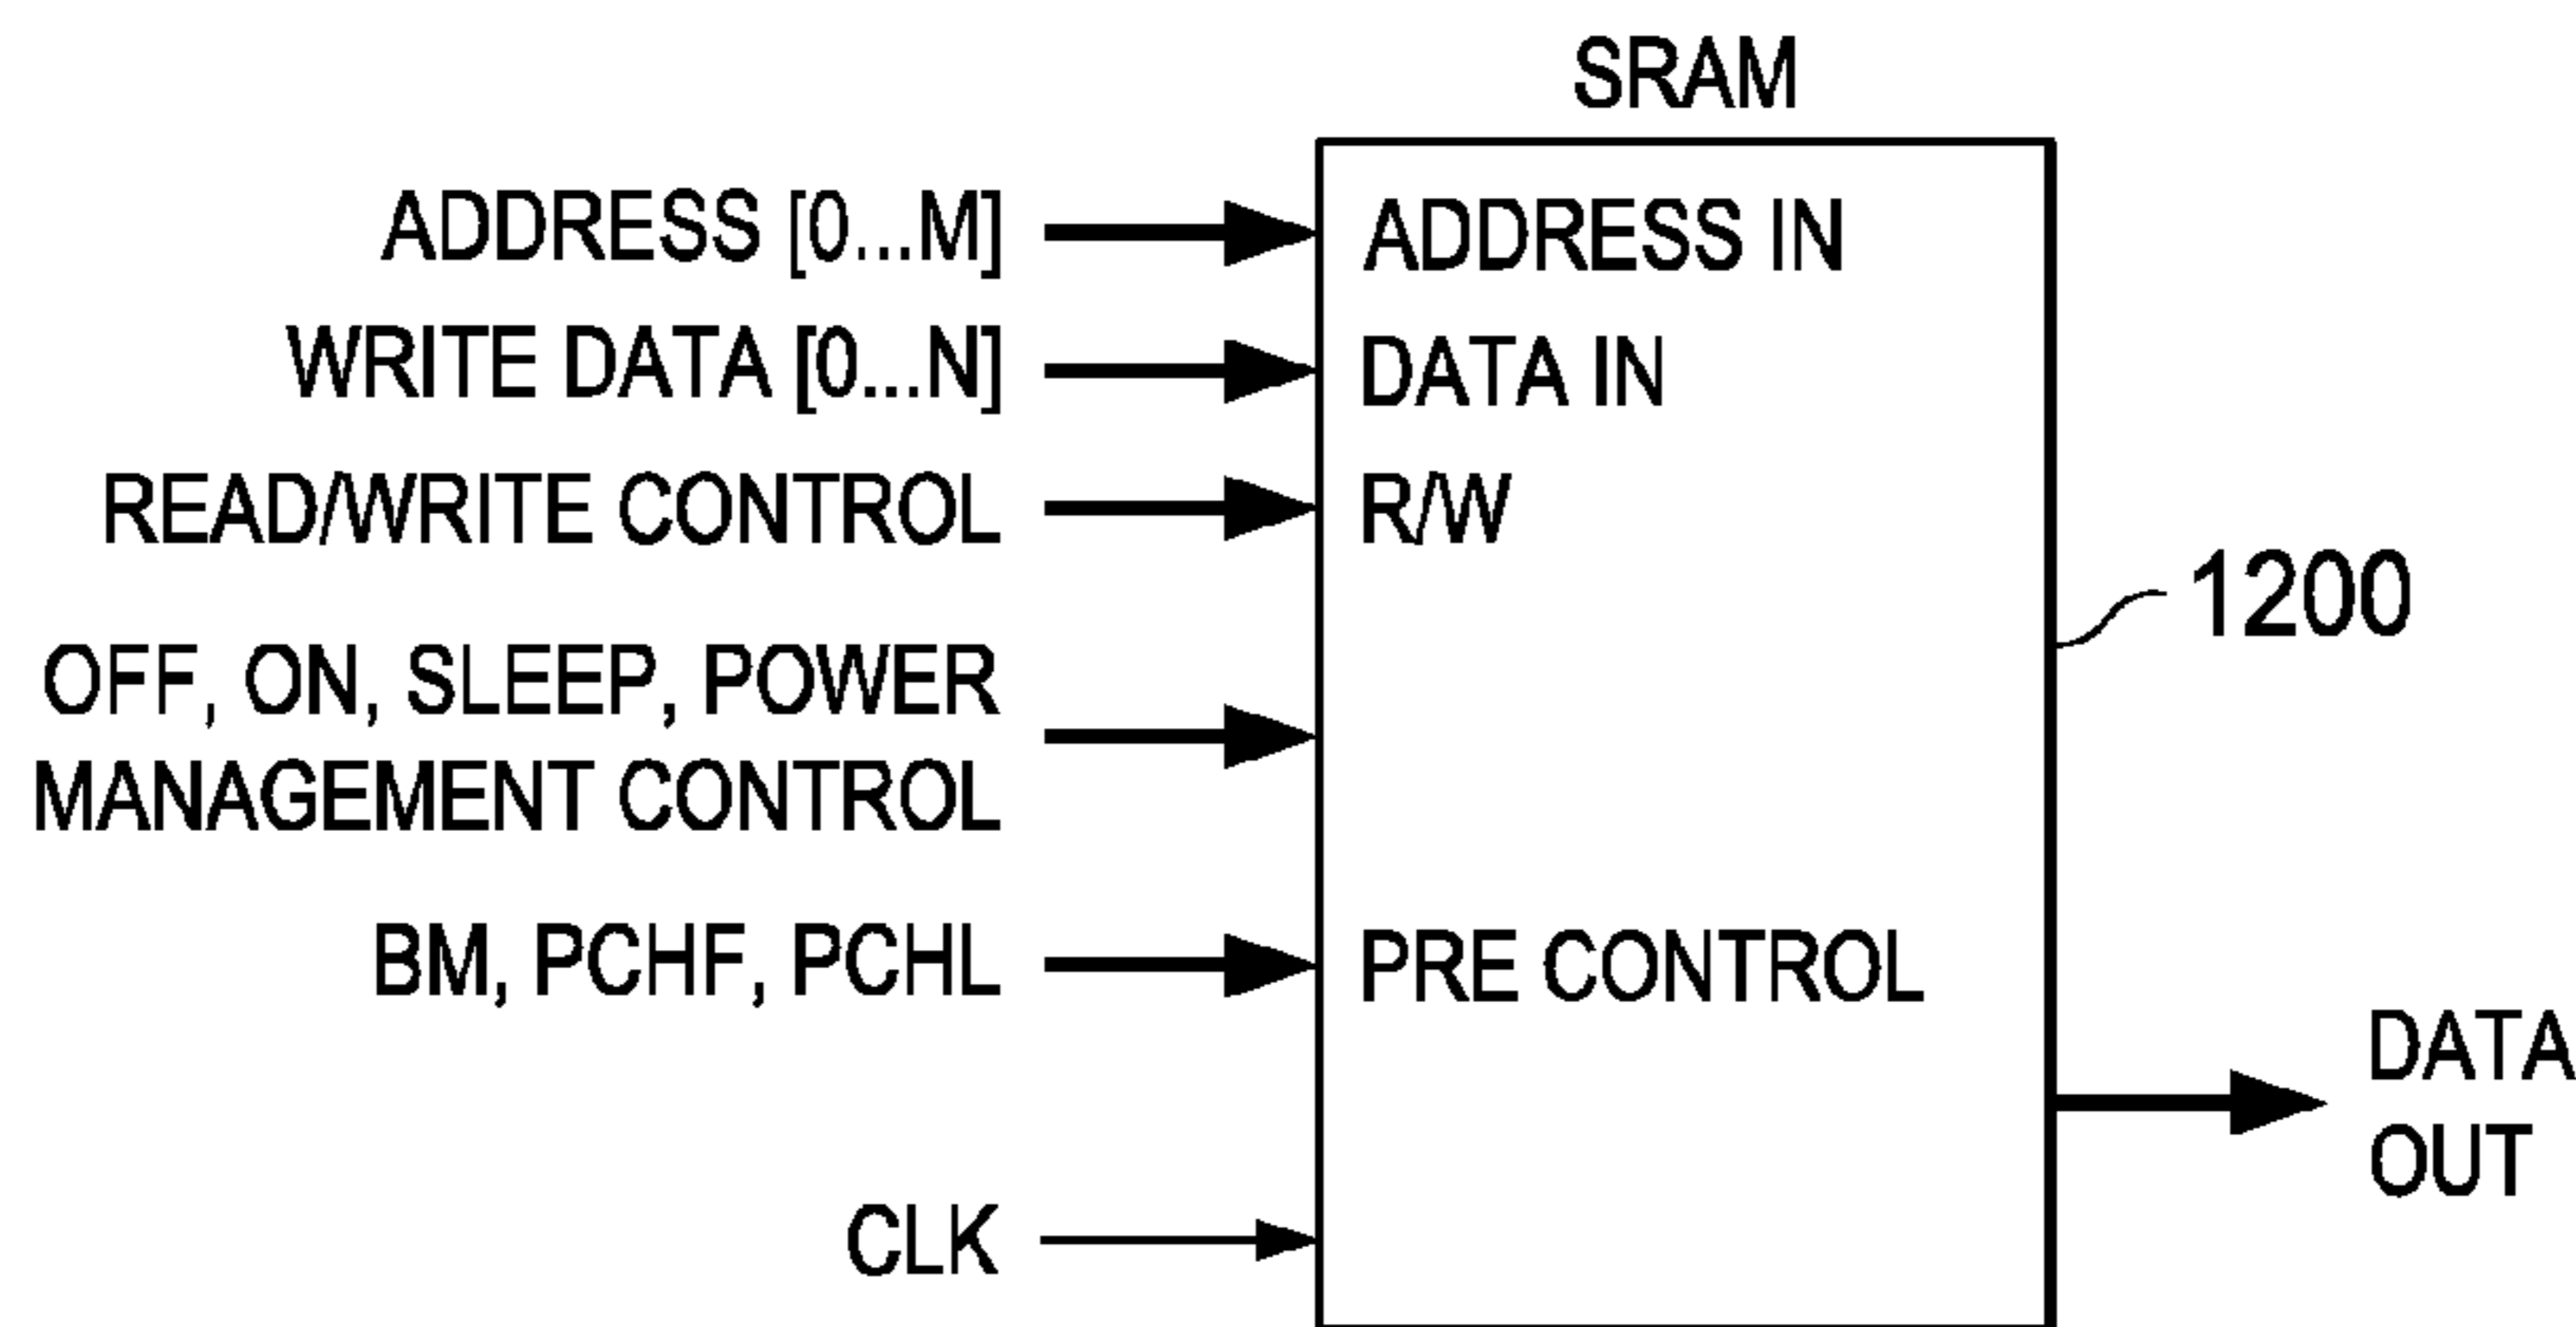 SRAM
ADDRESS [0...M]
ADDRESS IN
WRITE DATA [0...N]
DATA IN
READ/WRITE CONTROL
R/W
1200
OFF, ON, SLEEP, POWER
MANAGEMENT CONTROL
BM, PCHF, PCHL
PRE CONTROL
DATA
OUT
CLK